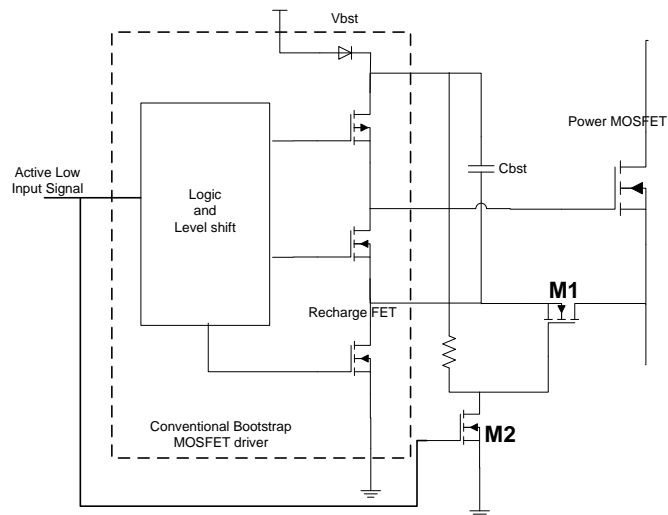 Vbst
Power MOSFET
Cbst
Active Low
Input Signal
Logic
and
Level shift
M1
Recharge FET
Conventional Bootstrap
MOSFET driver
M2